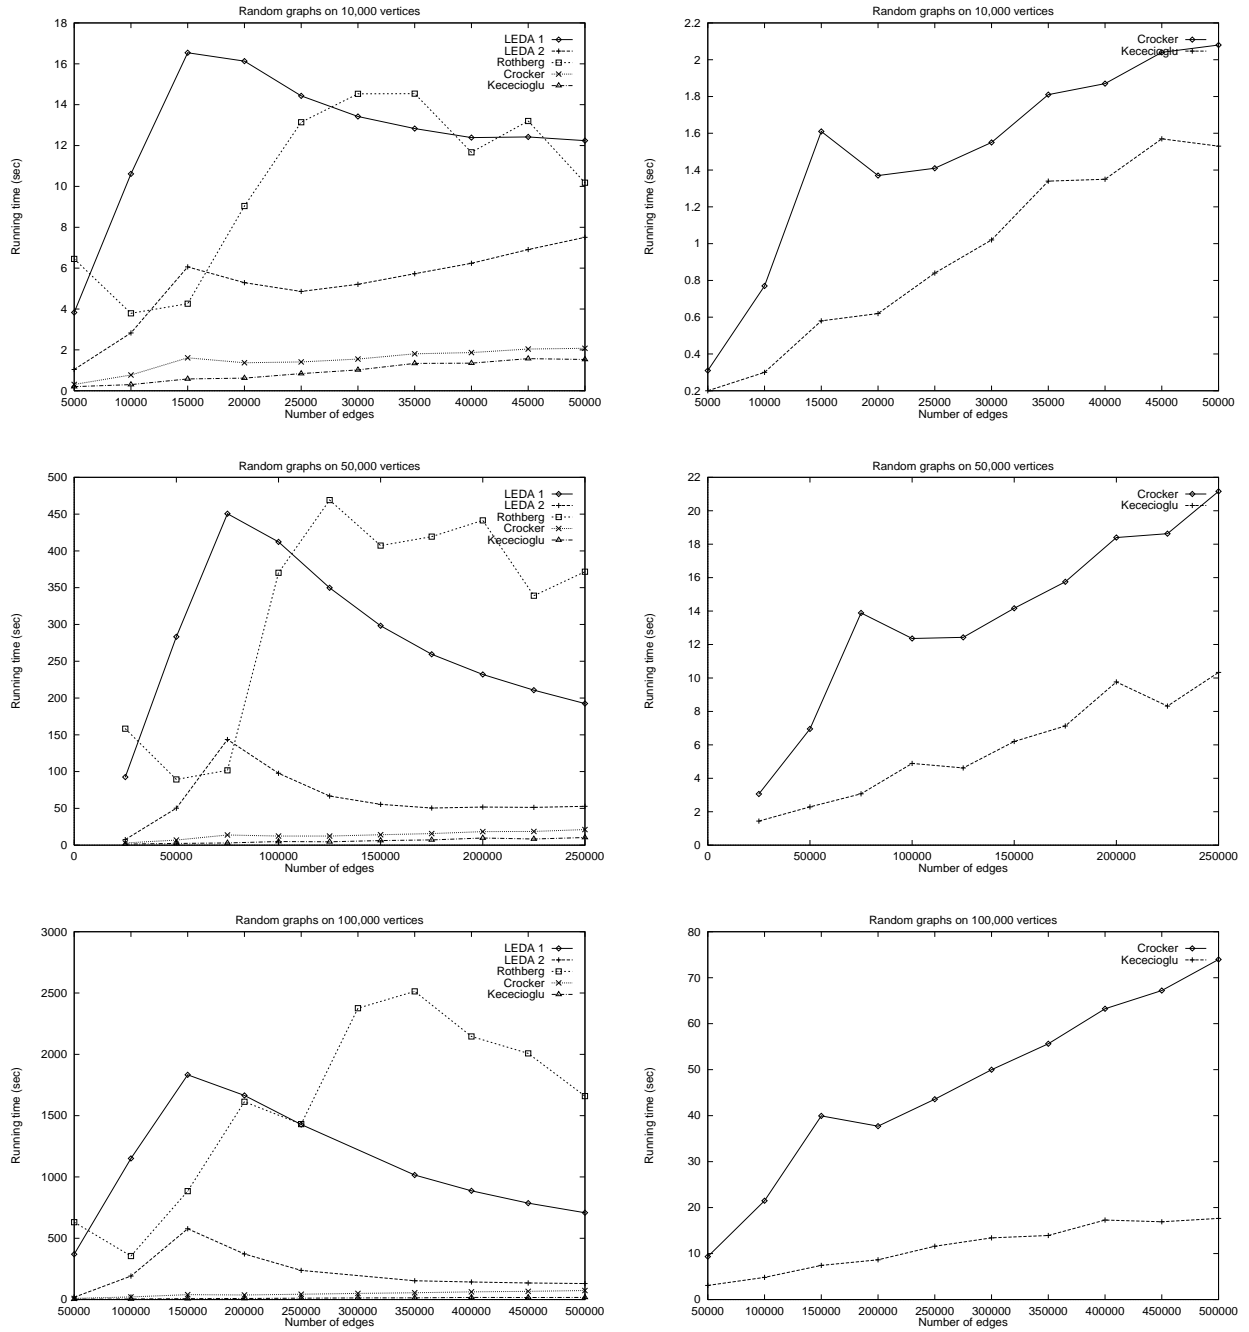 Random graphs on 10,000 vertices
18
16
14
12
10
8
6
4
2
0
Running time (sec)
LEDA 1
LEDA 2
Rothberg
Crocker
Kececioglu
5000 10000 15000 20000 25000 30000 35000 40000 45000 50000
Number of edges
Random graphs on 10,000 vertices
2.2
2
1.8
1.6
1.4
1.2
1
0.8
0.6
0.4
0.2
Running time (sec)
Crocker
Kececioglu
5000 10000 15000 20000 25000 30000 35000 40000 45000 50000
Number of edges
Random graphs on 50,000 vertices
500
450
400
350
300
250
200
150
100
50
0
Running time (sec)
LEDA 1
LEDA 2
Rothberg
Crocker
Kececioglu
0 50000 100000 150000 200000 250000
Number of edges
Random graphs on 50,000 vertices
22
20
18
16
14
12
10
8
6
4
2
0
Running time (sec)
Crocker
Kececioglu
0 50000 100000 150000 200000 250000
Number of edges
Random graphs on 100,000 vertices
3000
2500
2000
1500
1000
500
0
Running time (sec)
LEDA 1
LEDA 2
Rothberg
Crocker
Kececioglu
50000 100000 150000 200000 250000 300000 350000 400000 450000 500000
Number of edges
Random graphs on 100,000 vertices
80
70
60
50
40
30
20
10
0
Running time (sec)
Crocker
Kececioglu
50000 100000 150000 200000 250000 300000 350000 400000 450000 500000
Number of edges